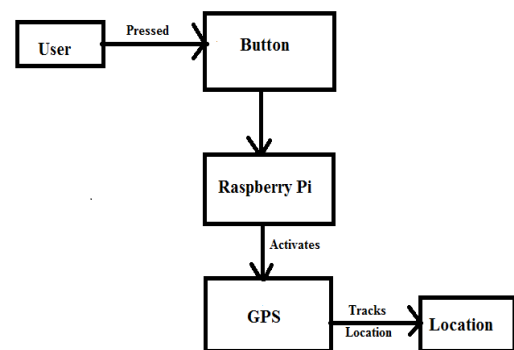 Pressed
User
Button
Raspberry Pi
Activates
GPS
Tracks
Location
Location